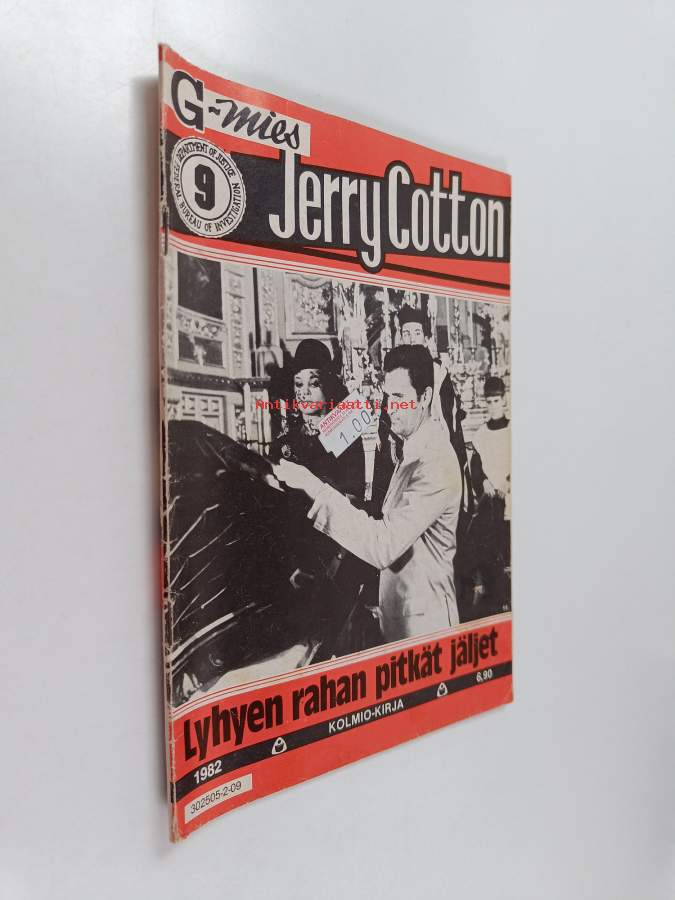 G-mies
DEPARTMENT OF JUSTICE
FEDERAL BUREAU OF INVESTIGATION
9
Jerry Cotton
Antikvariaatti.net
1.00
Lyhyen rahan pitkät jäljet
1982
KOLMIO-KIRJA
6,90
302505-2-09